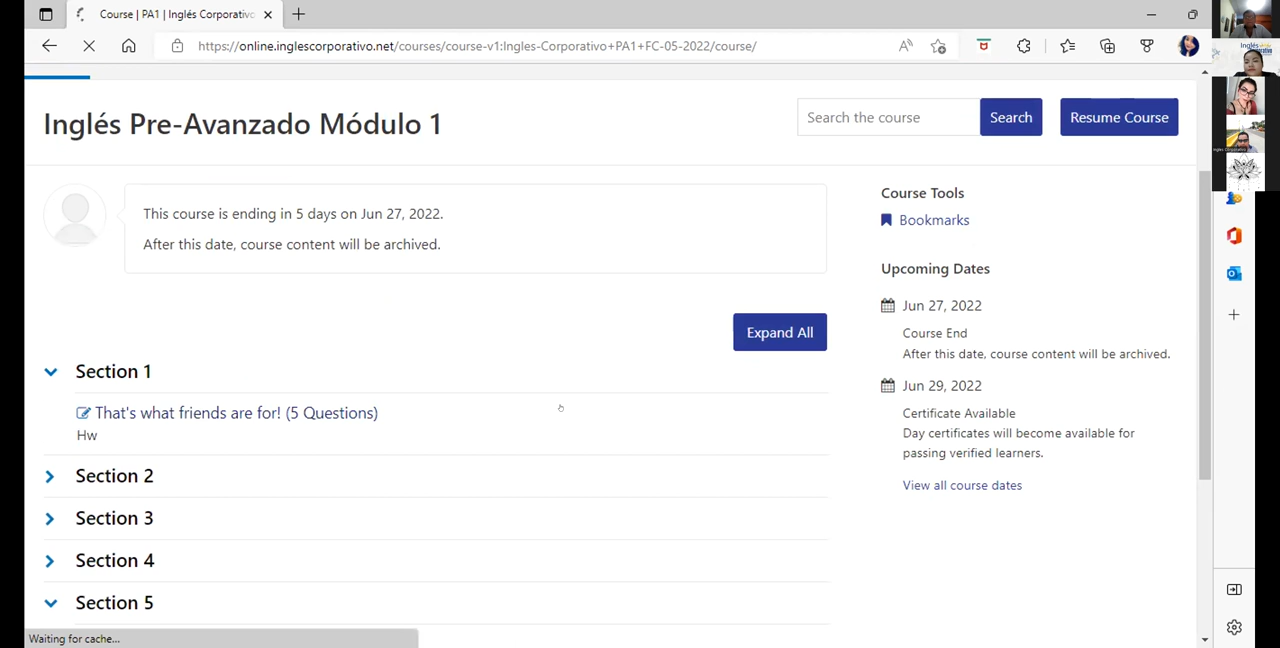 Course | PA1 | Inglés Corporativo
https://online.inglescorporativo.net/courses/course-v1:Ingles-Corporativo+PA1+FC-05-2022/course/
Inglés Pre-Avanzado Módulo 1
Search the course
Search
Resume Course
This course is ending in 5 days on Jun 27, 2022.
After this date, course content will be archived.
Expand All
Section 1
That's what friends are for! (5 Questions)
Hw
Section 2
Section 3
Section 4
Section 5
Course Tools
Bookmarks
Upcoming Dates
Jun 27, 2022
Course End
After this date, course content will be archived.
Jun 29, 2022
Certificate Available
Day certificates will become available for
passing verified learners.
View all course dates
Waiting for cache...
Inglés
Inglés Corporativo